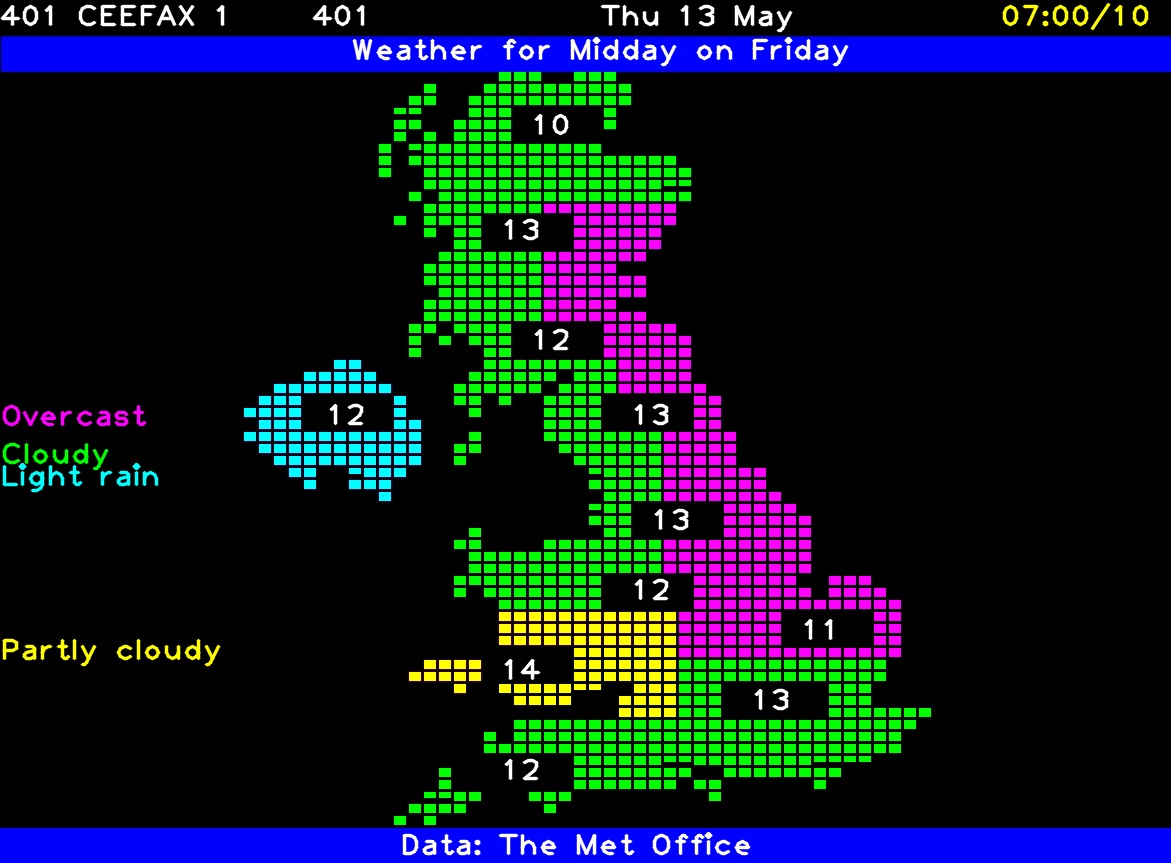 401 CEEFAX 1 401 Thu 13 May 07:00/10
Weather for Midday on Friday
10
13
12
Overcast 12 13
Cloudy
Light rain
13
12
11
Partly cloudy
14
13
12
Data: The Met Office